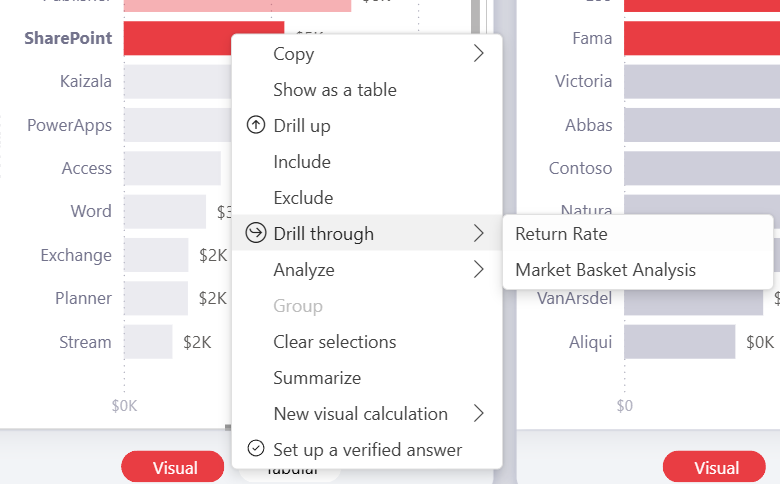 SharePoint
Kaizala
PowerApps
Access
Word
Exchange
$2K
Planner
$2K
Stream
$2K
$0K
Visual
Tabular
Copy
Show as a table
Drill up
Include
Exclude
Drill through
Analyze
Group
Clear selections
Summarize
New visual calculation
Set up a verified answer
Return Rate
Market Basket Analysis
Fama
Victoria
Abbas
Contoso
Natura
VanArsdel
Aliqui
$0K
$0
Visual